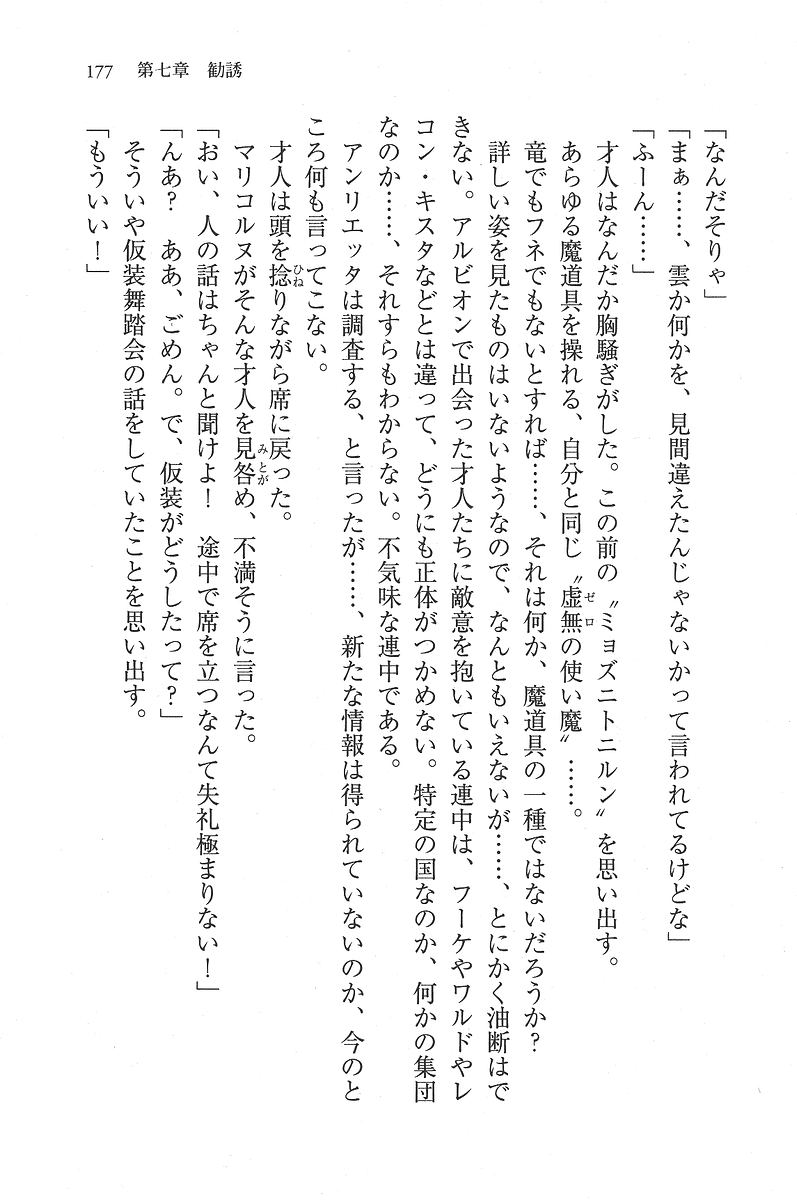 177　第七章　勧誘
「なんだそりゃ」
「まぁ……、雲か何かを、見間違えたんじゃないかって言われてるけどな」
「ふーん……」
才人はなんだか胸騒ぎがした。この前の〝ミョズニトニルン〟を思い出す。
あらゆる魔道具を操れる、自分と同じ〝虚無の使い魔〟……。
ゼロ
竜でもフネでもないとすれば……、それは何か、魔道具の一種ではないだろうか?
詳しい姿を見たものはいないようなので、なんともいえないが……、とにかく油断はで
きない。アルビオンで出会った才人たちに敵意を抱いている連中は、フーケやワルドやレ
コン・キスタなどとは違って、どうにも正体がつかめない。特定の国なのか、何かの集団
なのか……、それすらもわからない。不気味な連中である。
アンリエッタは調査する、と言ったが……、新たな情報は得られていないのか、今のと
ころ何も言ってこない。
才人は頭を捻りながら席に戻った。
ひね
マリコルヌがそんな才人を見咎め、不満そうに言った。
みとが
「おい、人の話はちゃんと聞けよ!　途中で席を立つなんて失礼極まりない!」
「んあ?　ああ、ごめん。で、仮装がどうしたって?」
そういや仮装舞踏会の話をしていたことを思い出す。
「もういい!」